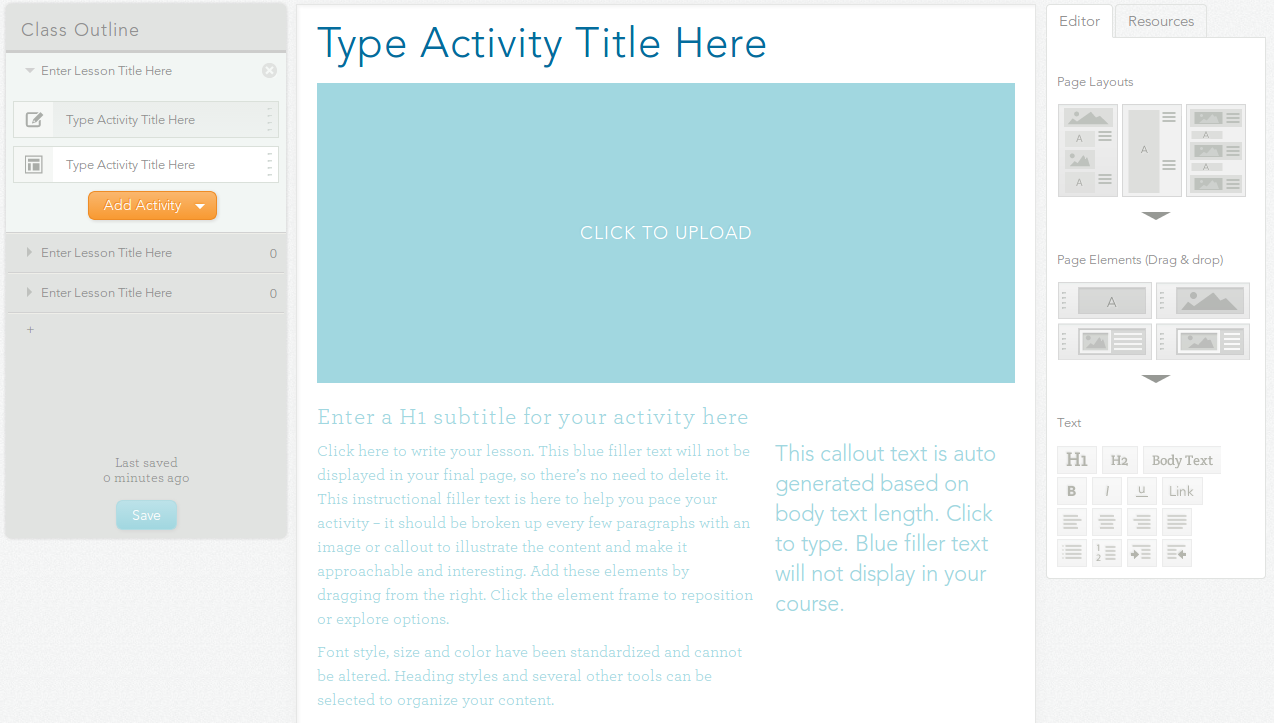 Class Outline
Enter Lesson Title Here
Type Activity Title Here
Type Activity Title Here
Add Activity
Enter Lesson Title Here 0
Enter Lesson Title Here 0
+
Last saved
0 minutes ago
Save
Type Activity Title Here
CLICK TO UPLOAD
Enter a H1 subtitle for your activity here
Click here to write your lesson. This blue filler text will not be
displayed in your final page, so there's no need to delete it.
This instructional filler text is here to help you pace your
activity – it should be broken up every few paragraphs with an
image or callout to illustrate the content and make it
approachable and interesting. Add these elements by
dragging from the right. Click the element frame to reposition
or explore options.
Font style, size and color have been standardized and cannot
be altered. Heading styles and several other tools can be
selected to organize your content.
This callout text is auto
generated based on
body text length. Click
to type. Blue filler text
will not display in your
course.
Editor Resources
Page Layouts
A
A
A
A
A
Page Elements (Drag & drop)
A
Text
H1 H2 Body Text
B I U Link
1
2